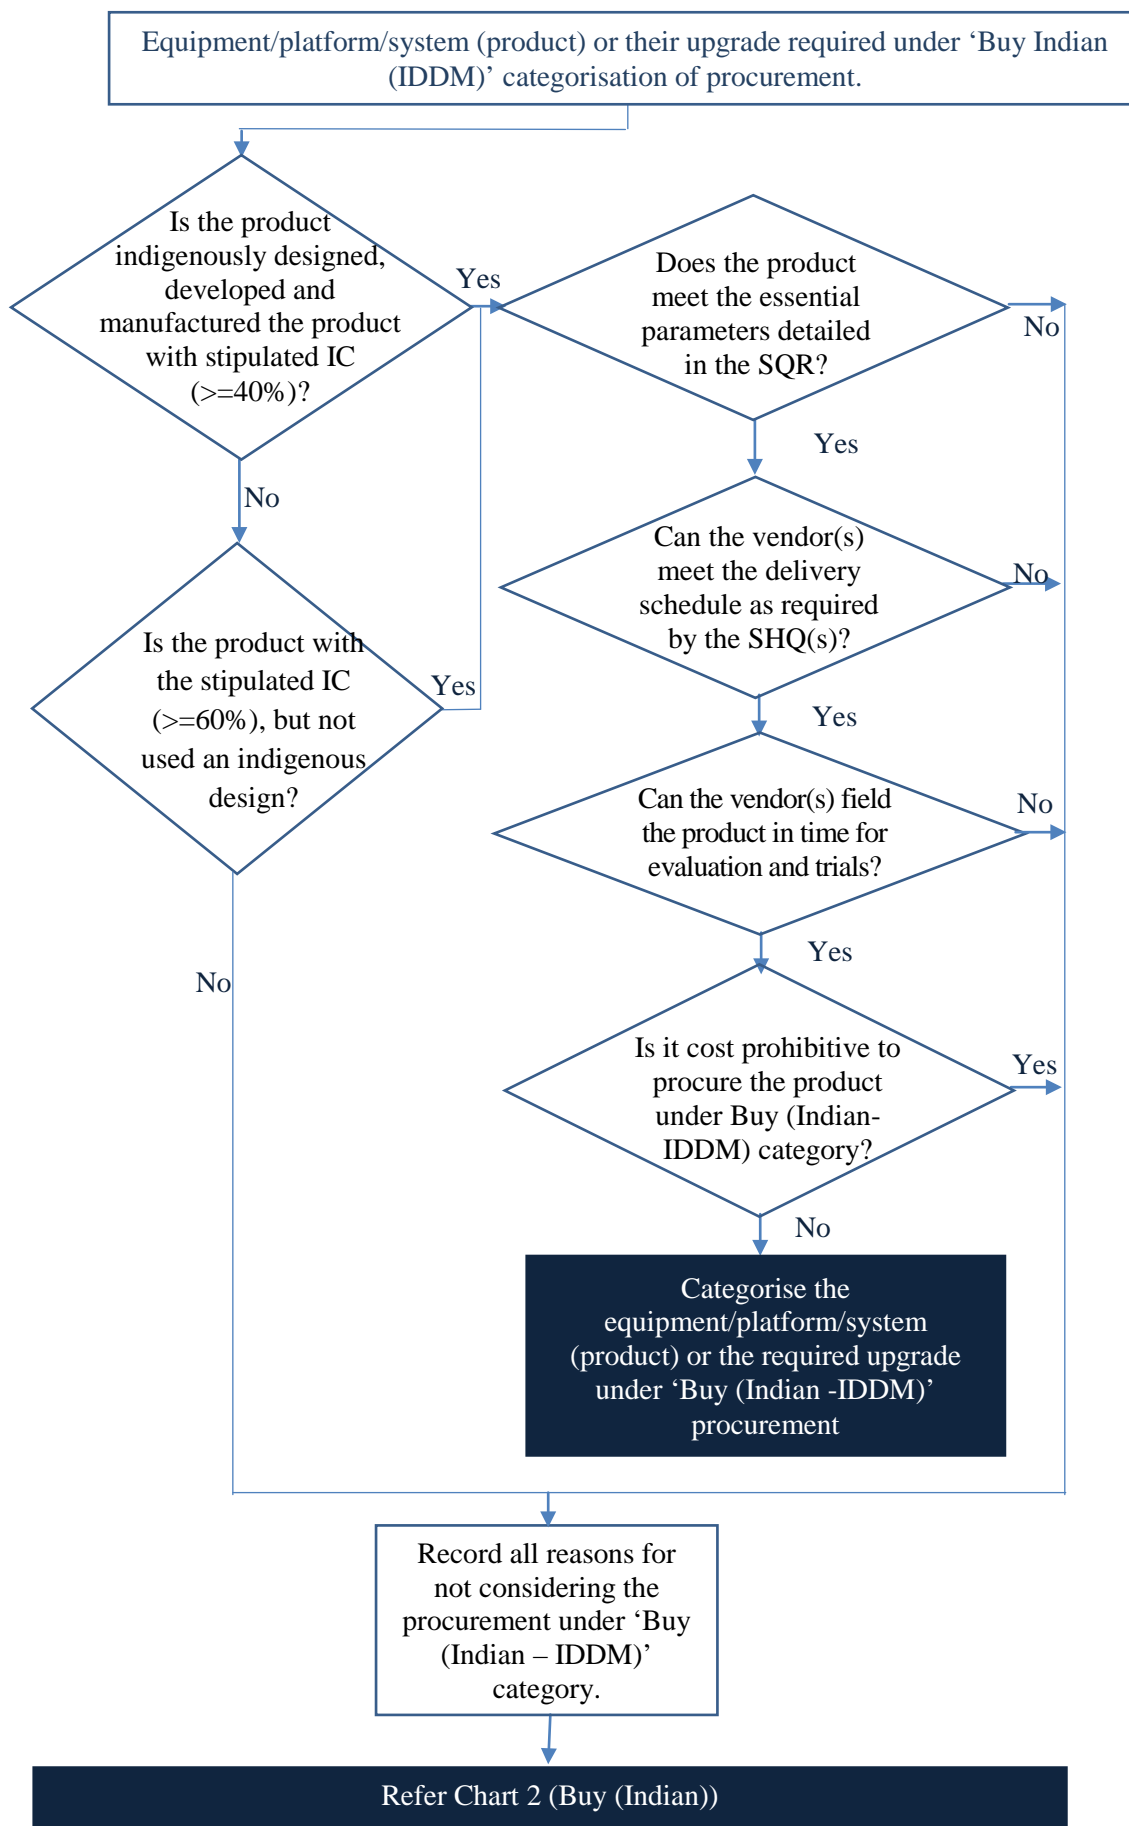 Equipment/platform/system (product) or their upgrade required under ‘Buy Indian
(IDDM)’ categorisation of procurement.
Is the product
indigenously designed,
developed and
manufactured the product
with stipulated IC
(>=40%)?
Yes
Does the product
meet the essential
parameters detailed
in the SQR?
No
Yes
No
Can the vendor(s)
meet the delivery
schedule as required
by the SHQ(s)?
No
Is the product with
the stipulated IC
(>=60%), but not
used an indigenous
design?
Yes
Yes
Can the vendor(s) field
the product in time for
evaluation and trials?
No
Yes
No
Is it cost prohibitive to
procure the product
under Buy (Indian-
IDDM) category?
Yes
No
Categorise the
equipment/platform/system
(product) or the required upgrade
under ‘Buy (Indian -IDDM)’
procurement
Record all reasons for
not considering the
procurement under ‘Buy
(Indian – IDDM)’
category.
Refer Chart 2 (Buy (Indian))